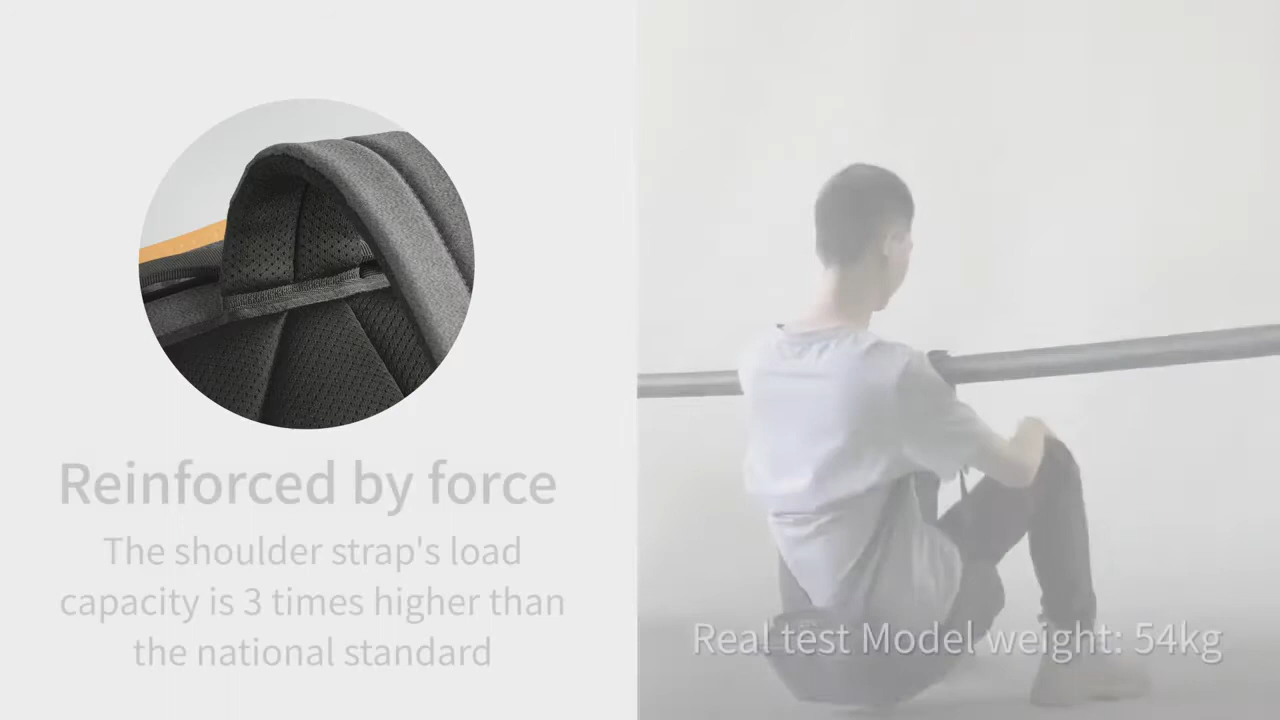 Reinforced by force
The shoulder strap's load
capacity is 3 times higher than
the national standard
Real test Model weight: 54kg